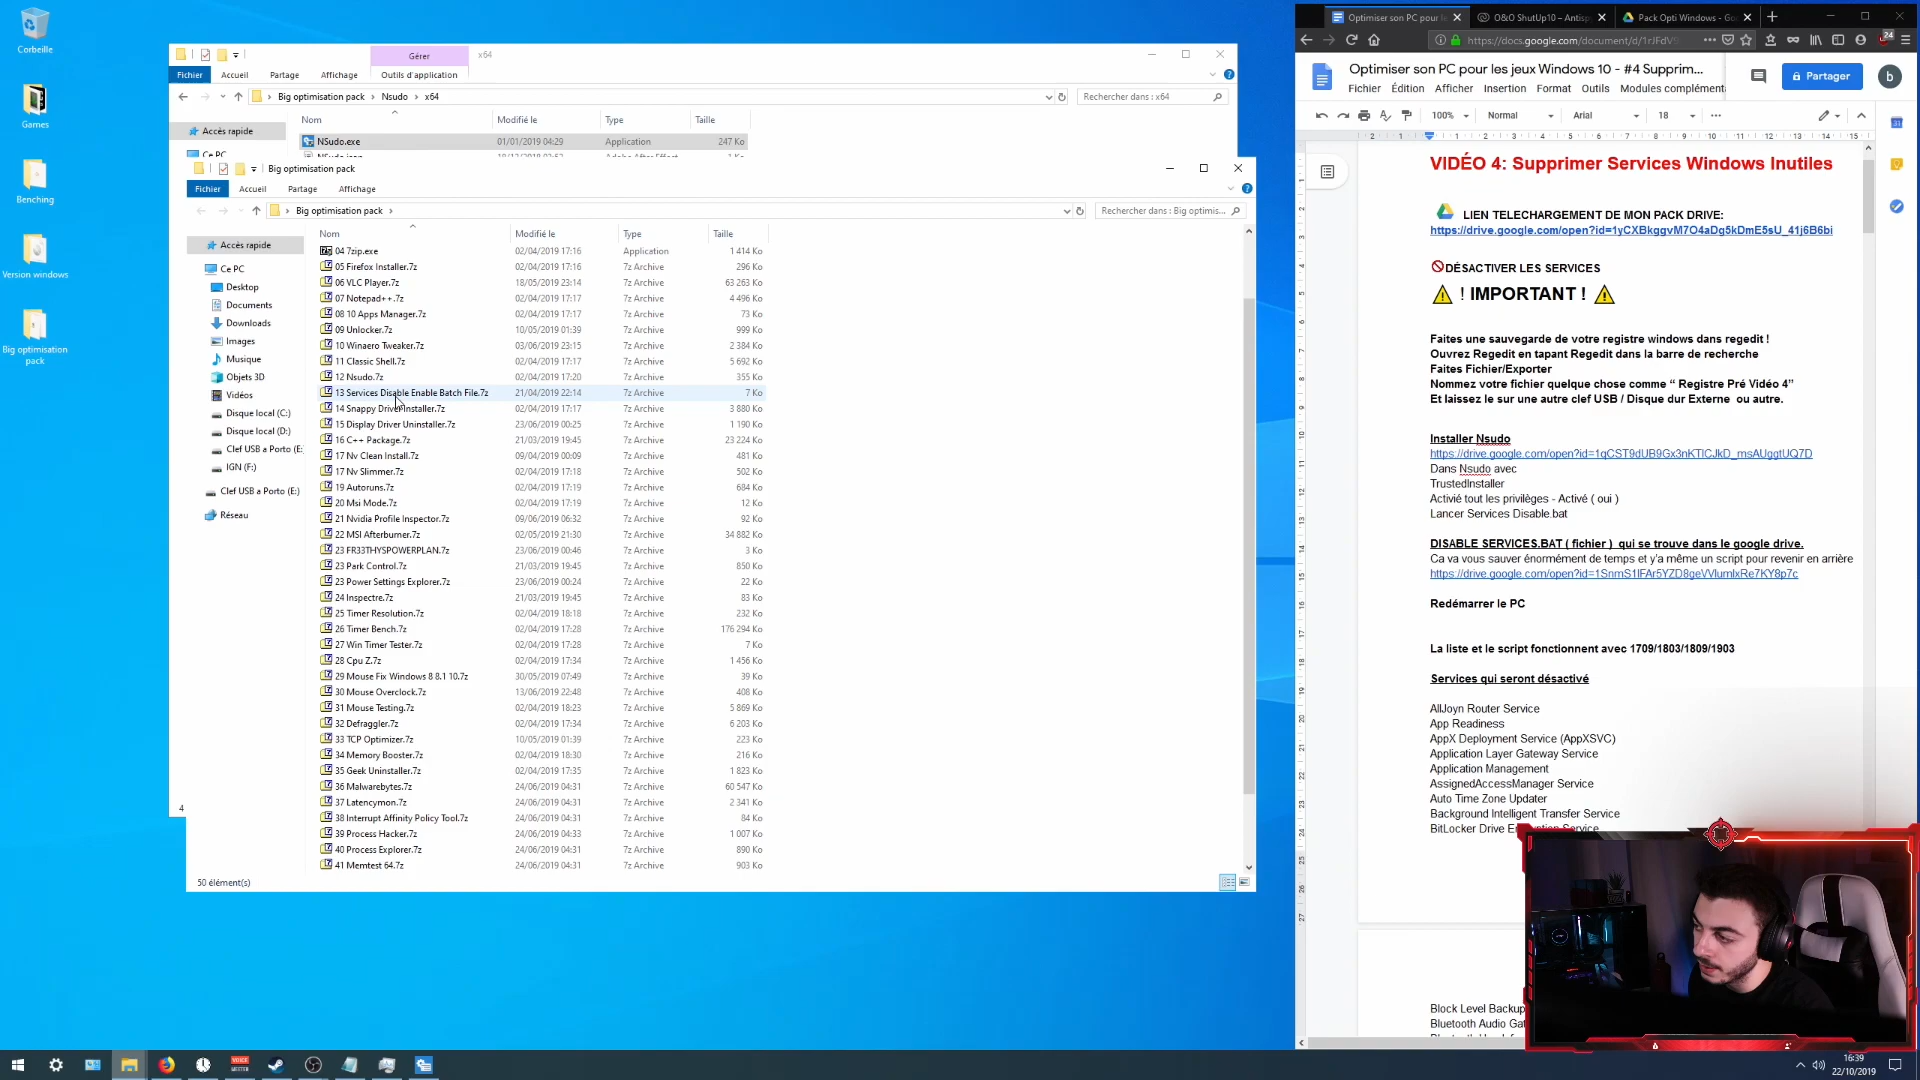 Corbeille
Games
Benching
Version windows
Big optimisation
pack
Gérer
x64
Fichier
Accueil
Partage
Affichage
Outils d'application
Big optimisation pack
Nsudo
x64
Rechercher dans : x64
Nom
Modifié le
Type
Taille
Accès rapide
NSudo.exe
01/01/2019 04:29
Application
247 Ko
Ce PC
Big optimisation pack
Fichier
Accueil
Partage
Affichage
Big optimisation pack
Rechercher dans : Big optimis...
Nom
Modifié le
Type
Taille
Accès rapide
Ce PC
Desktop
Documents
Downloads
Images
Musique
Objets 3D
Vidéos
Disque local (C:)
Disque local (D:)
Clef USB a Porto (E:
IGN (F:)
Clef USB a Porto (E:)
Réseau
04 7zip.exe 02/04/2019 17:16 Application 1 414 Ko
05 Firefox Installer.7z 02/04/2019 17:16 7z Archive 296 Ko
06 VLC Player.7z 18/05/2019 23:14 7z Archive 63 263 Ko
07 Notepad++.7z 02/04/2019 17:17 7z Archive 4 496 Ko
08 10 Apps Manager.7z 02/04/2019 17:17 7z Archive 73 Ko
09 Unlocker.7z 10/05/2019 01:39 7z Archive 999 Ko
10 Winaero Tweaker.7z 03/06/2019 23:15 7z Archive 2 384 Ko
11 Classic Shell.7z 02/04/2019 17:17 7z Archive 5 692 Ko
12 Nsudo.7z 02/04/2019 17:20 7z Archive 355 Ko
13 Services Disable Enable Batch File.7z 21/04/2019 22:14 7z Archive 7 Ko
14 Snappy Driver Installer.7z 02/04/2019 17:17 7z Archive 3 880 Ko
15 Display Driver Uninstaller.7z 23/06/2019 00:25 7z Archive 1 190 Ko
16 C++ Package.7z 21/03/2019 19:45 7z Archive 23 224 Ko
17 Nv Clean Install.7z 09/04/2019 00:09 7z Archive 481 Ko
17 Nv Slimmer.7z 02/04/2019 17:18 7z Archive 502 Ko
19 Autoruns.7z 02/04/2019 17:19 7z Archive 684 Ko
20 Msi Mode.7z 02/04/2019 17:19 7z Archive 12 Ko
21 Nvidia Profile Inspector.7z 09/06/2019 06:32 7z Archive 92 Ko
22 MSI Afterburner.7z 02/05/2019 21:30 7z Archive 34 882 Ko
23 FR33THYSPOWERPLAN.7z 23/06/2019 00:46 7z Archive 3 Ko
23 Park Control.7z 21/03/2019 19:45 7z Archive 850 Ko
23 Power Settings Explorer.7z 23/06/2019 00:24 7z Archive 22 Ko
24 Inspectre.7z 21/03/2019 19:45 7z Archive 83 Ko
25 Timer Resolution.7z 02/04/2019 18:18 7z Archive 232 Ko
26 Timer Bench.7z 02/04/2019 17:28 7z Archive 176 294 Ko
27 Win Timer Tester.7z 02/04/2019 17:28 7z Archive 7 Ko
28 Cpu Z.7z 02/04/2019 17:34 7z Archive 1 456 Ko
29 Mouse Fix Windows 8 8.1 10.7z 30/05/2019 07:49 7z Archive 39 Ko
30 Mouse Overclock.7z 13/06/2019 22:48 7z Archive 408 Ko
31 Mouse Testing.7z 02/04/2019 18:23 7z Archive 5 869 Ko
32 Defraggler.7z 02/04/2019 17:34 7z Archive 6 203 Ko
33 TCP Optimizer.7z 10/05/2019 01:39 7z Archive 223 Ko
34 Memory Booster.7z 02/04/2019 18:30 7z Archive 216 Ko
35 Geek Uninstaller.7z 02/04/2019 17:35 7z Archive 1 823 Ko
36 Malwarebytes.7z 24/06/2019 04:31 7z Archive 60 547 Ko
37 Latencymon.7z 24/06/2019 04:31 7z Archive 2 341 Ko
38 Interrupt Affinity Policy Tool.7z 24/06/2019 04:31 7z Archive 84 Ko
39 Process Hacker.7z 24/06/2019 04:33 7z Archive 1 007 Ko
40 Process Explorer.7z 24/06/2019 04:31 7z Archive 890 Ko
41 Memtest 64.7z 24/06/2019 04:31 7z Archive 903 Ko
4
50 élément(s)
Optimiser son PC pour le
O&O ShutUp10 – Antisp
Pack Opti Windows - Go
https://docs.google.com/document/d/1rJFdV9
24
Optimiser son PC pour les jeux Windows 10 - #4 Supprim...
Fichier Édition Afficher Insertion Format Outils Modules complémenta
Partager
b
100% Normal Arial 18
VIDÉO 4: Supprimer Services Windows Inutiles
LIEN TELECHARGEMENT DE MON PACK DRIVE:
https://drive.google.com/open?id=1yCXBkggvM7O4aDg5kDmE5sU_41j6B6bi
DÉSACTIVER LES SERVICES
! IMPORTANT !
Faites une sauvegarde de votre registre windows dans regedit !
Ouvrez Regedit en tapant Regedit dans la barre de recherche
Faites Fichier/Exporter
Nommez votre fichier quelque chose comme “ Registre Pré Vidéo 4”
Et laissez le sur une autre clef USB / Disque dur Externe ou autre.
Installer Nsudo
https://drive.google.com/open?id=1qCST9dUB9Gx3nKTlCJkD_msAUggtUQ7D
Dans Nsudo avec
TrustedInstaller
Activié tout les privilèges - Activé ( oui )
Lancer Services Disable.bat
DISABLE SERVICES.BAT ( fichier ) qui se trouve dans le google drive.
Ca va vous sauver énormément de temps et y'a même un script pour revenir en arrière
https://drive.google.com/open?id=1SnmS1lFAr5YZD8geVVlumlxRe7KY8p7c
Redémarrer le PC
La liste et le script fonctionnent avec 1709/1803/1809/1903
Services qui seront désactivé
AllJoyn Router Service
App Readiness
AppX Deployment Service (AppXSVC)
Application Layer Gateway Service
Application Management
AssignedAccessManager Service
Auto Time Zone Updater
Background Intelligent Transfer Service
BitLocker Drive Encryption Service
Block Level Backup
Bluetooth Audio Gat
16:39
22/10/2019